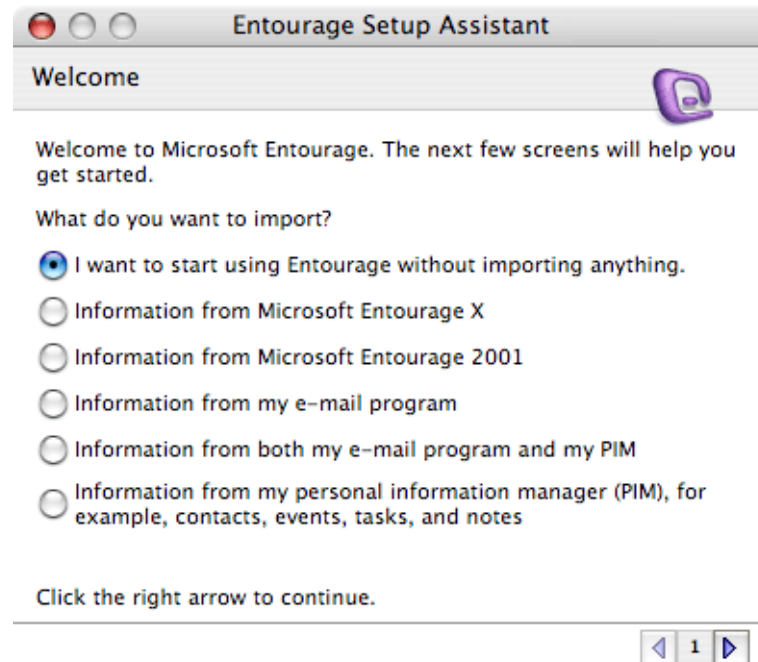 Entourage Setup Assistant
Welcome
Welcome to Microsoft Entourage. The next few screens will help you
get started.
What do you want to import?
I want to start using Entourage without importing anything.
Information from Microsoft Entourage X
Information from Microsoft Entourage 2001
Information from my e-mail program
Information from both my e-mail program and my PIM
Information from my personal information manager (PIM), for
example, contacts, events, tasks, and notes
Click the right arrow to continue.
1